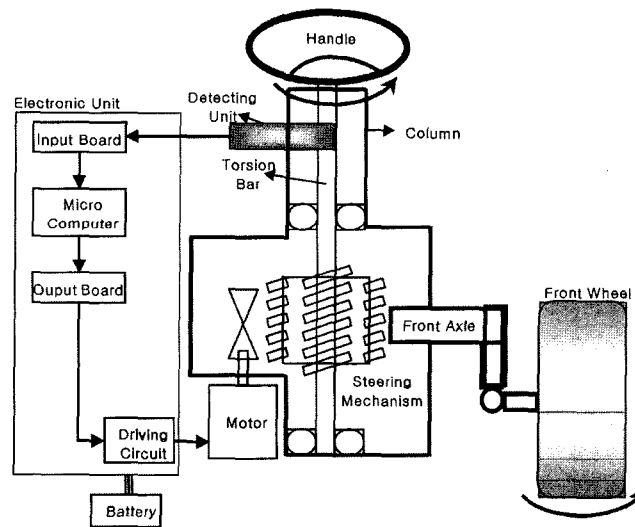 Handle
Electronic Unit
Detecting
Unit
Input Board
Column
Torsion
Bar
Micro
Computer
Ouput Board
Front Wheel
Front Axle
Steering
Mechanism
Motor
Driving
Circuit
Battery